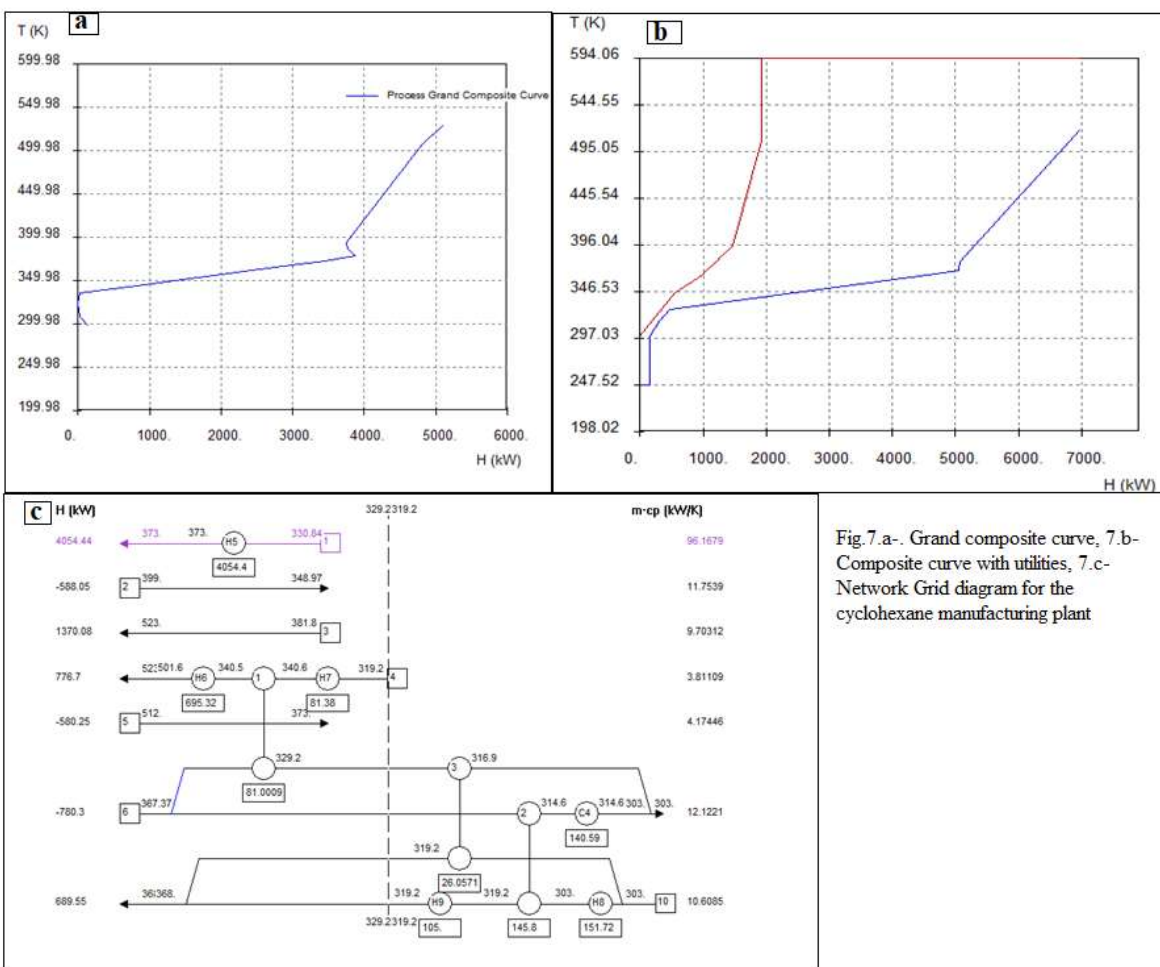 a
T (K)
599.98
549.98
499.98
449.98
399.98
349.98
299.98
249.98
199.98
Process Grand Composite Curve
0. 1000. 2000. 3000. 4000. 5000. 6000.
H (kW)
b
T (K)
594.06
544.55
495.05
445.54
396.04
346.53
297.03
247.52
198.02
0. 1000. 2000. 3000. 4000. 5000. 6000. 7000.
H (kW)
c
H (kW) 329.2319.2 m-cp (kW/K)
4054.44 373. 373. H5 330.84 1 96.1679
4054.4
-588.05 2 399. 348.97 11.7539
1370.08 523. 381.8 3 9.70312
776.7 501.6 H6 340.5 1 340.6 H7 319.2 4 3.81109
695.32 81.38
-580.25 5 512. 373. 4.17446
329.2 3 316.9
81.0009
-780.3 6 367.37 2 314.6 C4 314.6 303. 303. 12.1221
140.59
319.2
26.0571
689.55 368. 319.2 H9 319.2 303. H8 303. 10 10.6085
329.2319.2 105. 145.8 151.72
Fig.7.a-. Grand composite curve, 7.b-
Composite curve with utilities, 7.c-
Network Grid diagram for the
cyclohexane manufacturing plant